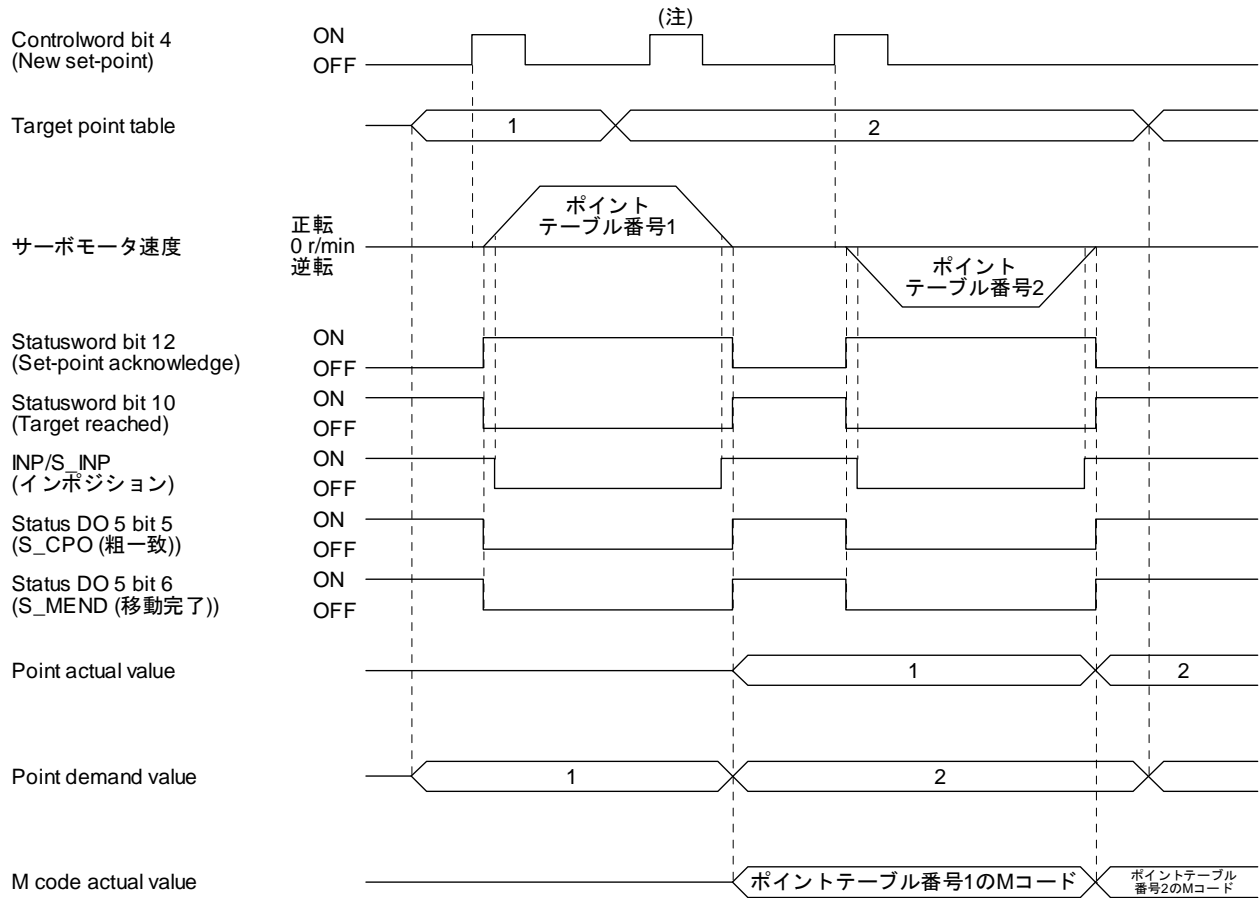 (注)
Controlword bit 4
(New set-point)
ON
OFF
Target point table
1
2
サーボモータ速度
正転
0 r/min
逆転
ポイント
テーブル番号1
ポイント
テーブル番号2
Statusword bit 12
(Set-point acknowledge)
ON
OFF
Statusword bit 10
(Target reached)
ON
OFF
INP/S_INP
(インポジション)
ON
OFF
Status DO 5 bit 5
(S_CPO (粗一致))
ON
OFF
Status DO 5 bit 6
(S_MEND (移動完了))
ON
OFF
Point actual value
1
2
Point demand value
1
2
M code actual value
ポイントテーブル番号1のMコード
ポイントテーブル
番号2のMコード